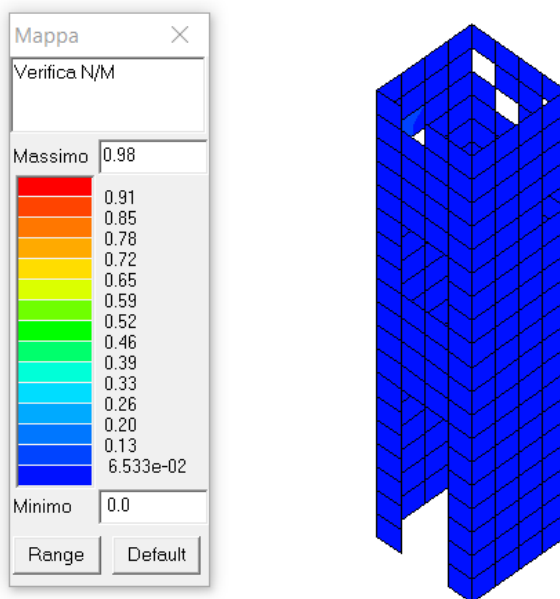 Mappa
Verifica N/M
Massimo 0.98
0.91
0.85
0.78
0.72
0.65
0.59
0.52
0.46
0.39
0.33
0.26
0.20
0.13
6.533e-02
Minimo 0.0
Range Default